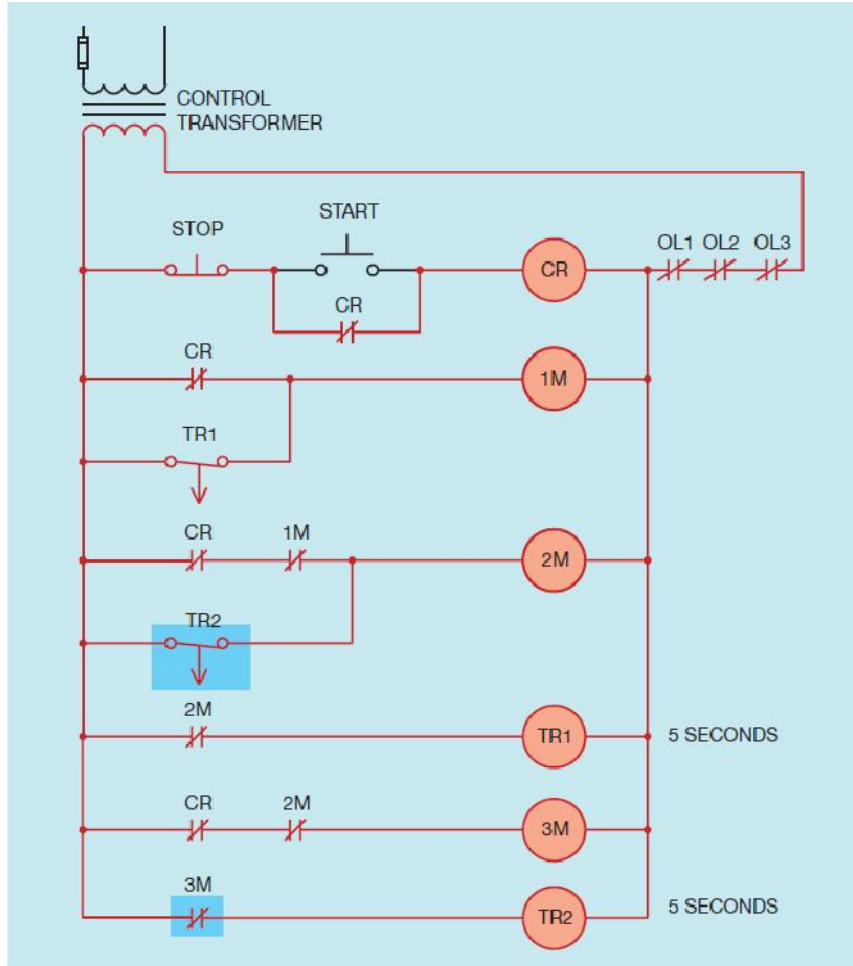 CONTROL
TRANSFORMER
STOP
START
CR
OL1 OL2 OL3
CR
CR
1M
TR1
CR 1M
2M
TR2
2M
TR1
5 SECONDS
CR 2M
3M
3M
TR2
5 SECONDS